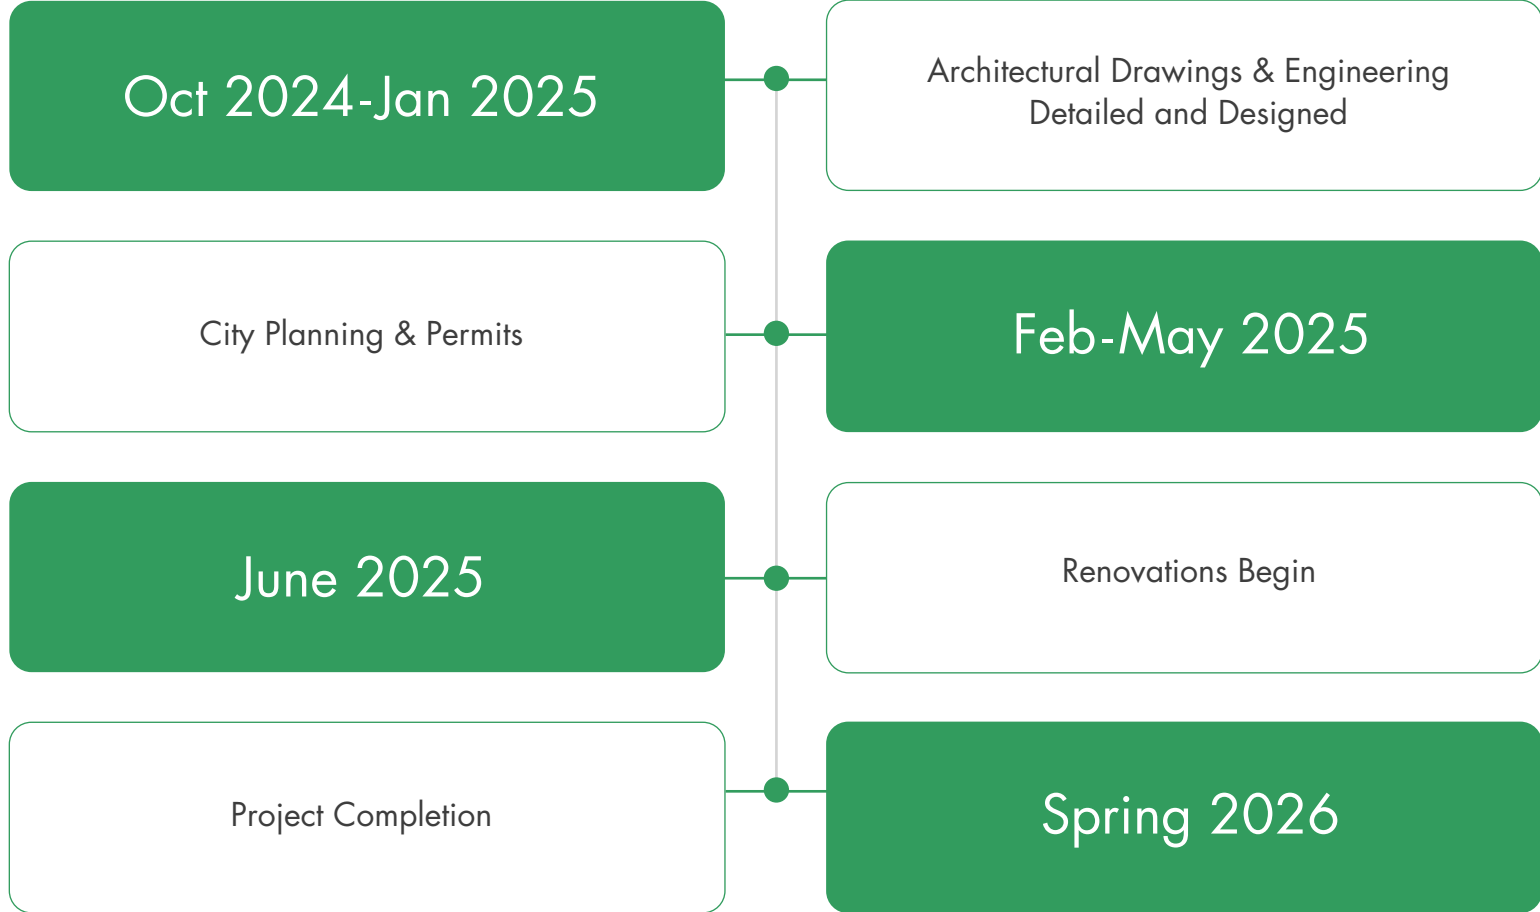 Oct 2024-Jan 2025
Architectural Drawings & Engineering
Detailed and Designed
City Planning & Permits
Feb-May 2025
June 2025
Renovations Begin
Project Completion
Spring 2026